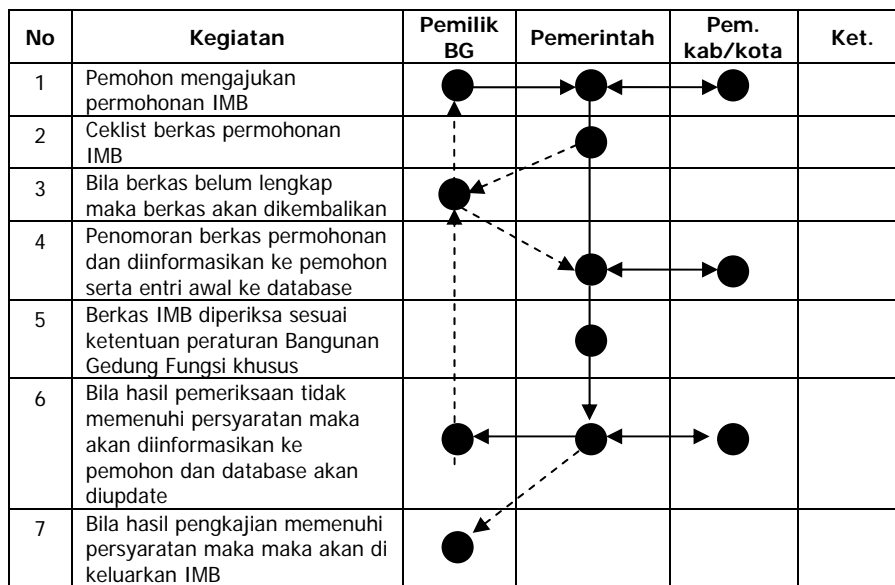 No Kegiatan Pemilik BG Pemerintah Pem. kab/kota Ket.
1 Pemohon mengajukan
permohonan IMB
2 Ceklist berkas permohonan
IMB
3 Bila berkas belum lengkap
maka berkas akan dikembalikan
4 Penomoran berkas permohonan
dan diinformasikan ke pemohon
serta entri awal ke database
5 Berkas IMB diperiksa sesuai
ketentuan peraturan Bangunan
Gedung Fungsi khusus
6 Bila hasil pemeriksaan tidak
memenuhi persyaratan maka
akan diinformasikan ke
pemohon dan database akan
diupdate
7 Bila hasil pengkajian memenuhi
persyaratan maka maka akan di
keluarkan IMB